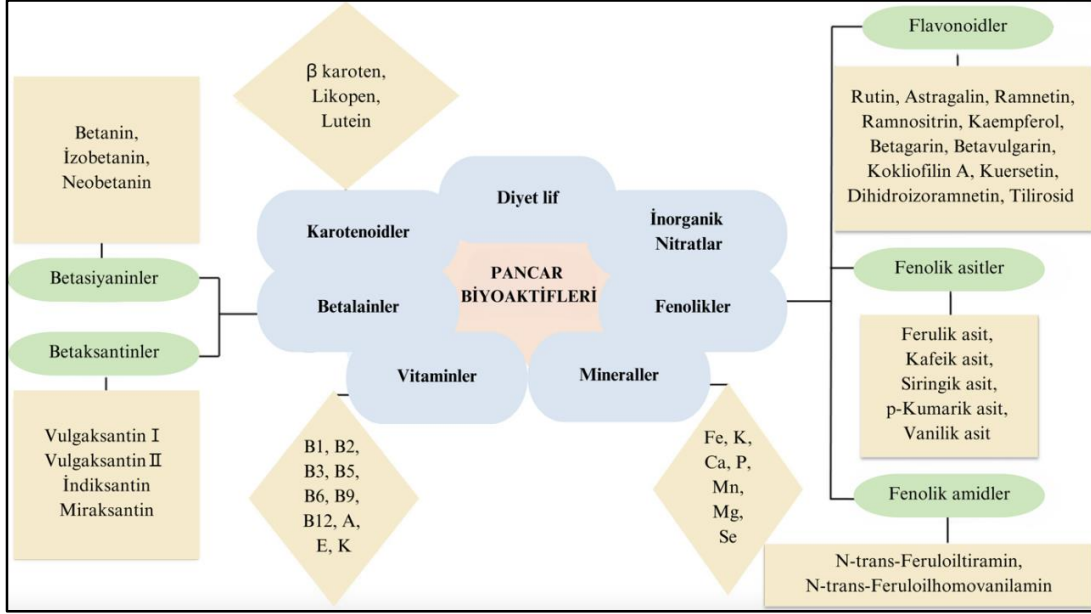 β karoten,
Likopen,
Lutein
Betanin,
İzobetanin,
Neobetanin
Betasiyaninler
Betaksantinler
Vulgaksantin I
Vulgaksantin II
İndiksantin
Miraksantin
Karotenoidler
Diyet lif
İnorganik
Nitratlar
Betalainler
PANCAR
BİYOAKTİFLERİ
Fenolikler
Vitaminler
Mineraller
B1, B2,
B3, B5,
B6, B9,
B12, A,
E, K
Fe, K,
Ca, P,
Mn,
Mg,
Se
Flavonoidler
Rutin, Astragalin, Ramnetin,
Ramnositrin, Kaempferol,
Betagarin, Betavulgarin,
Kokliofilin A, Kuersetin,
Dihidroizoramnetin, Tilirosid
Fenolik asitler
Ferulik asit,
Kafeik asit,
Siringik asit,
p-Kumarik asit,
Vanilik asit
Fenolik amidler
N-trans-Feruloiltiramin,
N-trans-Feruloilhomovanilamin